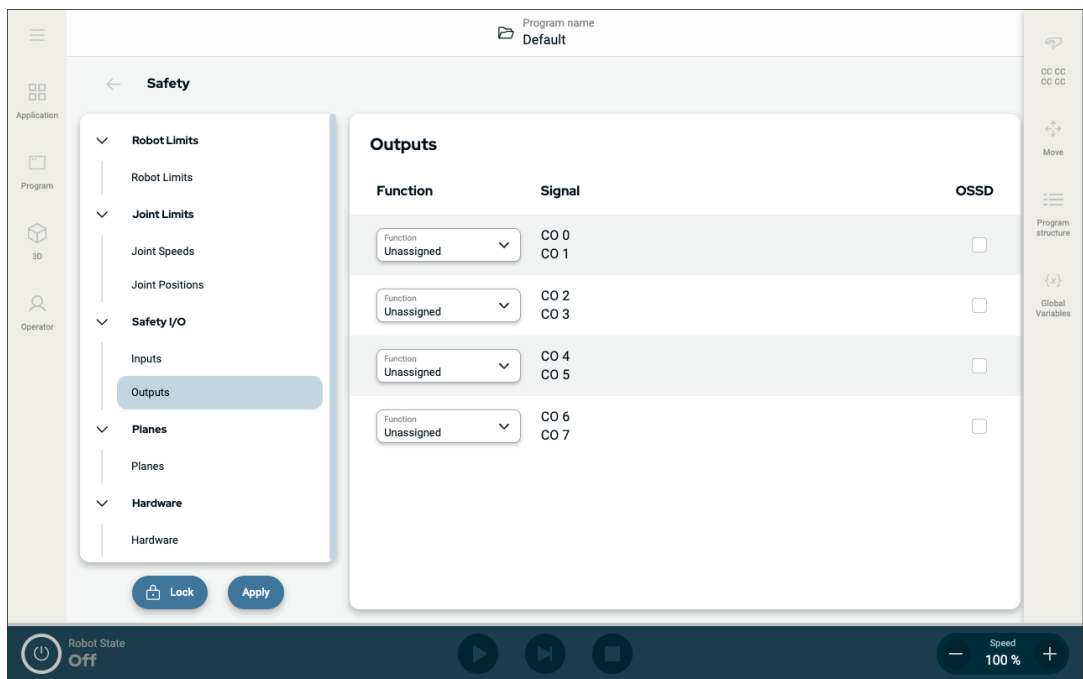 Program name
Default
Application
Program
3D
Operator
Safety
Robot Limits
Robot Limits
Joint Limits
Joint Speeds
Joint Positions
Safety I/O
Inputs
Outputs
Planes
Planes
Hardware
Hardware
Lock
Apply
Outputs
Function Signal OSSD
Function
Unassigned
CO 0
CO 1
Function
Unassigned
CO 2
CO 3
Function
Unassigned
CO 4
CO 5
Function
Unassigned
CO 6
CO 7
CC CC
CC CC
Move
Program
structure
{x}
Global
Variables
Robot State
Off
Speed
100 %